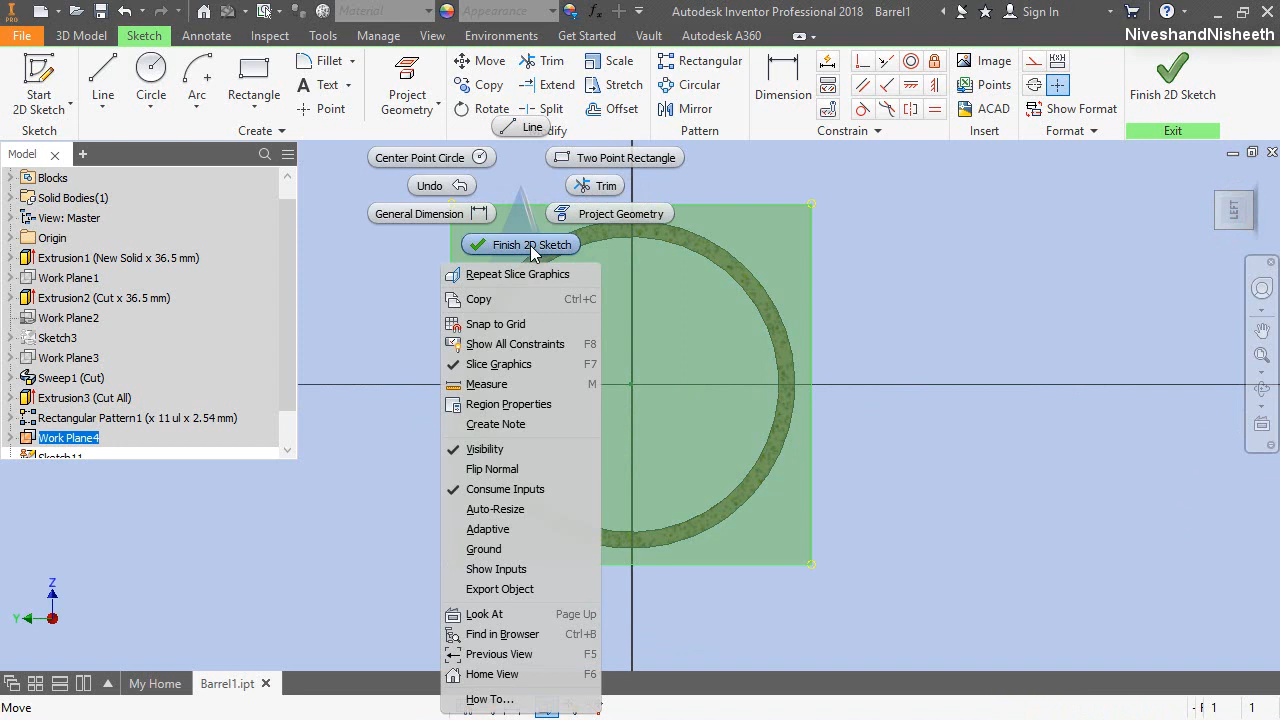 PRO
Material
Appearance
fx
Autodesk Inventor Professional 2018
Barrel1
Sign In
File
3D Model
Sketch
Annotate
Inspect
Tools
Manage
View
Environments
Get Started
Vault
Autodesk A360
NiveshandNisheeth
Start
2D Sketch
Line
Circle
Arc
Rectangle
Fillet
Text
Point
Project
Geometry
Move
Copy
Rotate
Trim
Extend
Split
Scale
Stretch
Offset
Rectangular
Circular
Mirror
Dimension
Image
Points
ACAD
Show Format
Finish 2D Sketch
Sketch
Create
Pattern
Constrain
Insert
Format
Exit
Line
Center Point Circle
Two Point Rectangle
Undo
Trim
General Dimension
Project Geometry
Finish 2D Sketch
Model
Blocks
Solid Bodies(1)
View: Master
Origin
Extrusion1 (New Solid x 36.5 mm)
Work Plane1
Extrusion2 (Cut x 36.5 mm)
Work Plane2
Sketch3
Work Plane3
Sweep1 (Cut)
Extrusion3 (Cut All)
Rectangular Pattern1 (x 11 ul x 2.54 mm)
Work Plane4
Sketch11
Repeat Slice Graphics
Copy Ctrl+C
Snap to Grid
Show All Constraints F8
Slice Graphics F7
Measure M
Region Properties
Create Note
Visibility
Flip Normal
Consume Inputs
Auto-Resize
Adaptive
Ground
Show Inputs
Export Object
Look At Page Up
Find in Browser Ctrl+B
Previous View F5
Home View F6
How To...
LEFT
Z
Y
My Home
Barrel1.ipt
Move
1
1